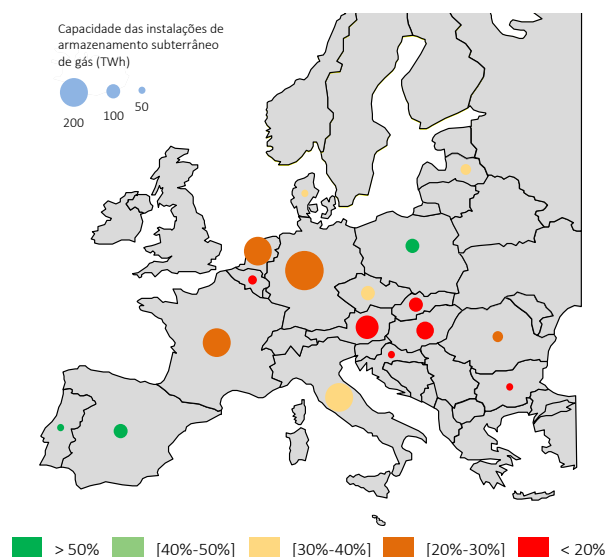 Capacidade das instalações de
armazenamento subterrâneo
de gás (TWh)
200 100 50
> 50% [40%-50%] [30%-40%] [20%-30%] < 20%